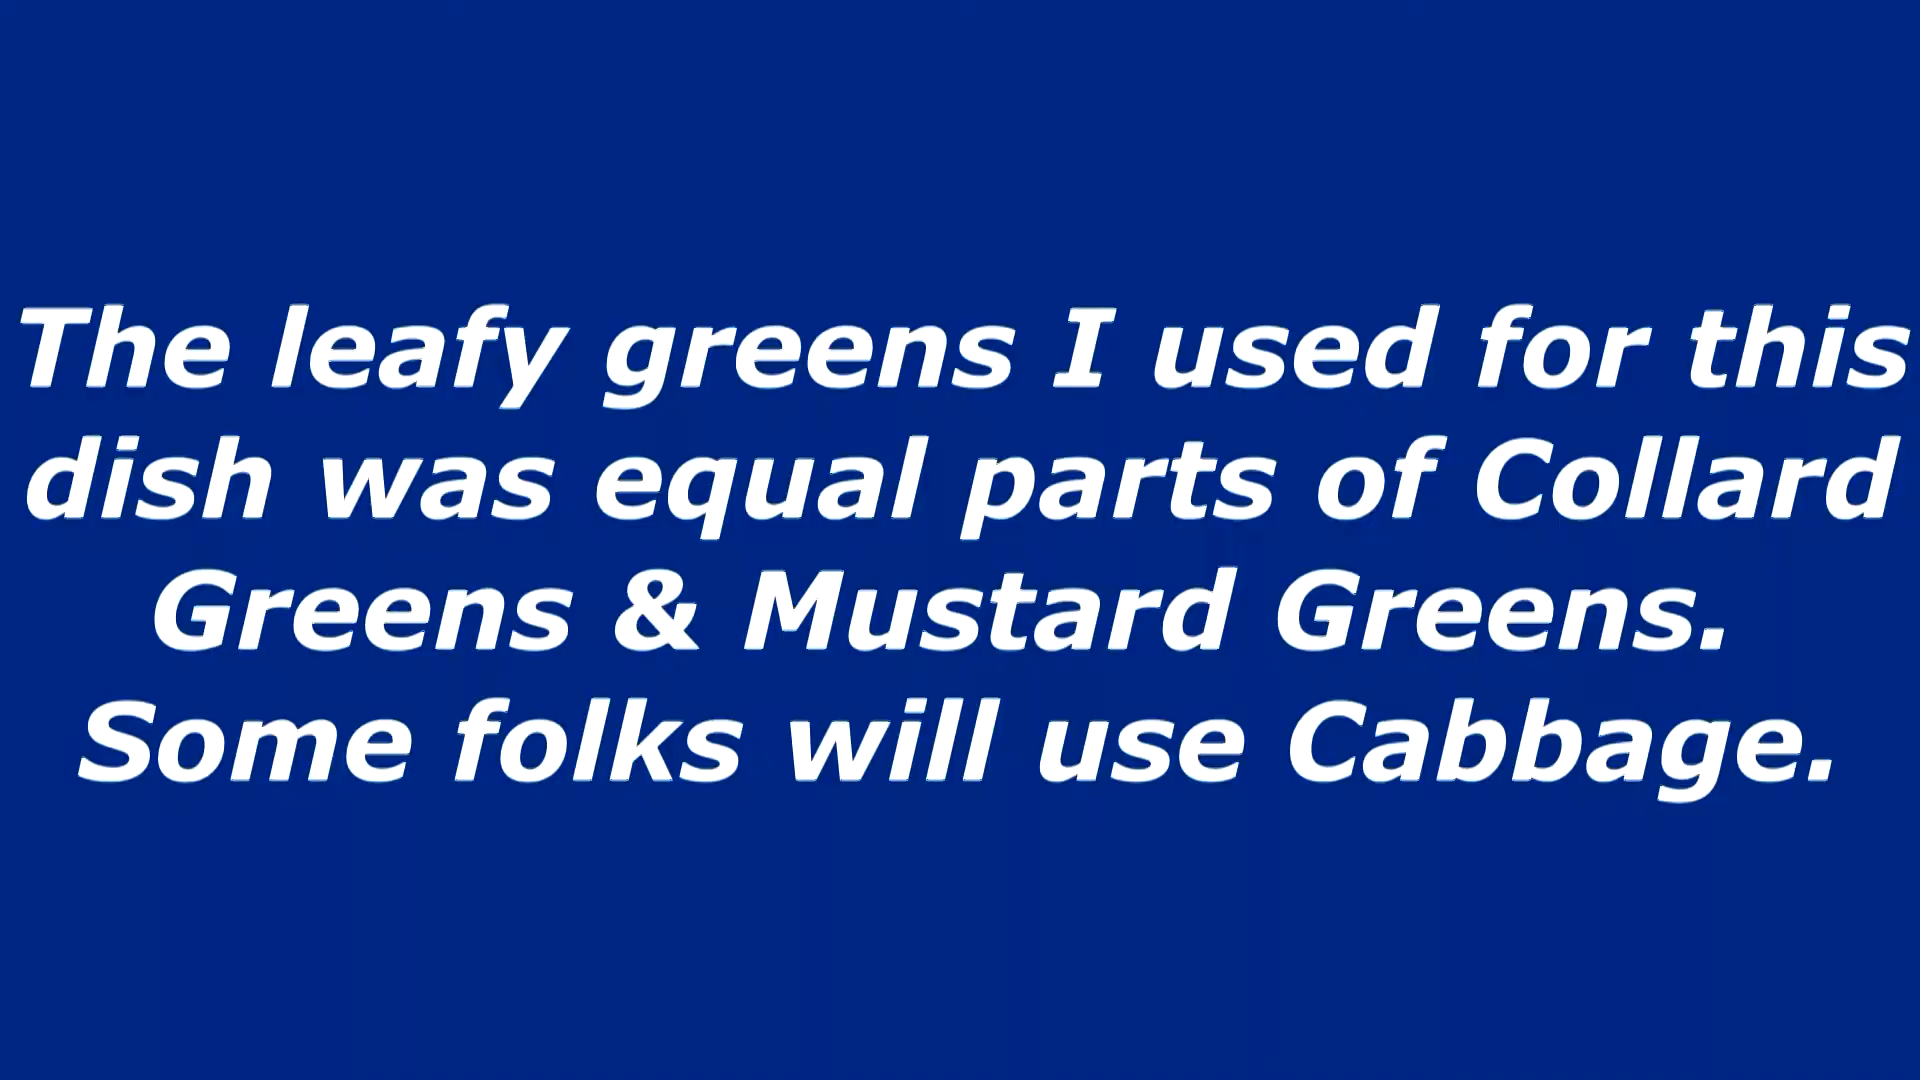 The leafy greens I used for this
dish was equal parts of Collard
Greens & Mustard Greens.
Some folks will use Cabbage.